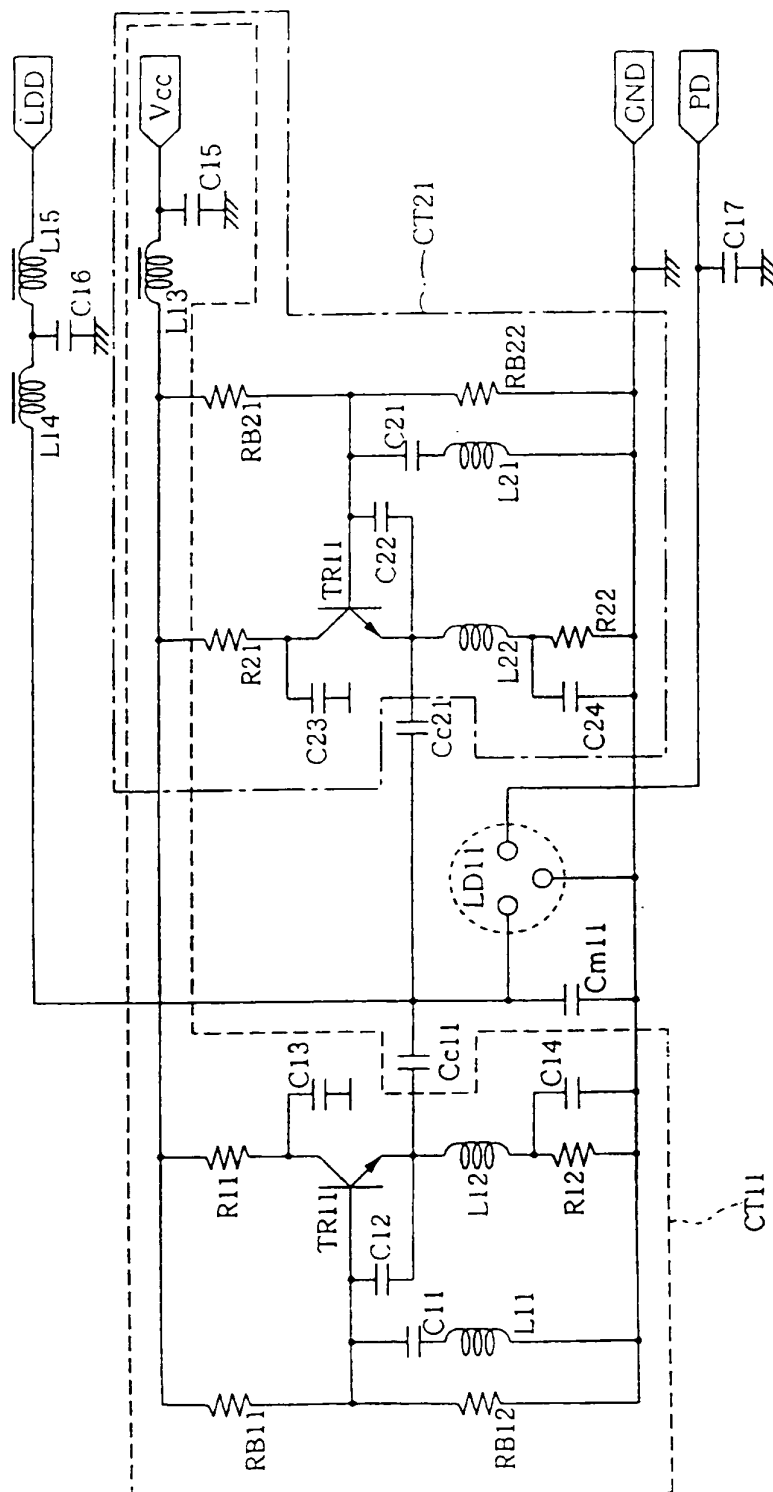 LDD
L15
C16
L14
Vcc
C15
L13
CT21
GND
PD
C17
RB21
RB22
C21
L21
TR11
C22
R21
C23
L22
R22
C24
Cc21
LD11
Cm11
Cc11
C13
C14
R11
TR11
C12
L12
R12
C11
L11
RB11
RB12
CT11